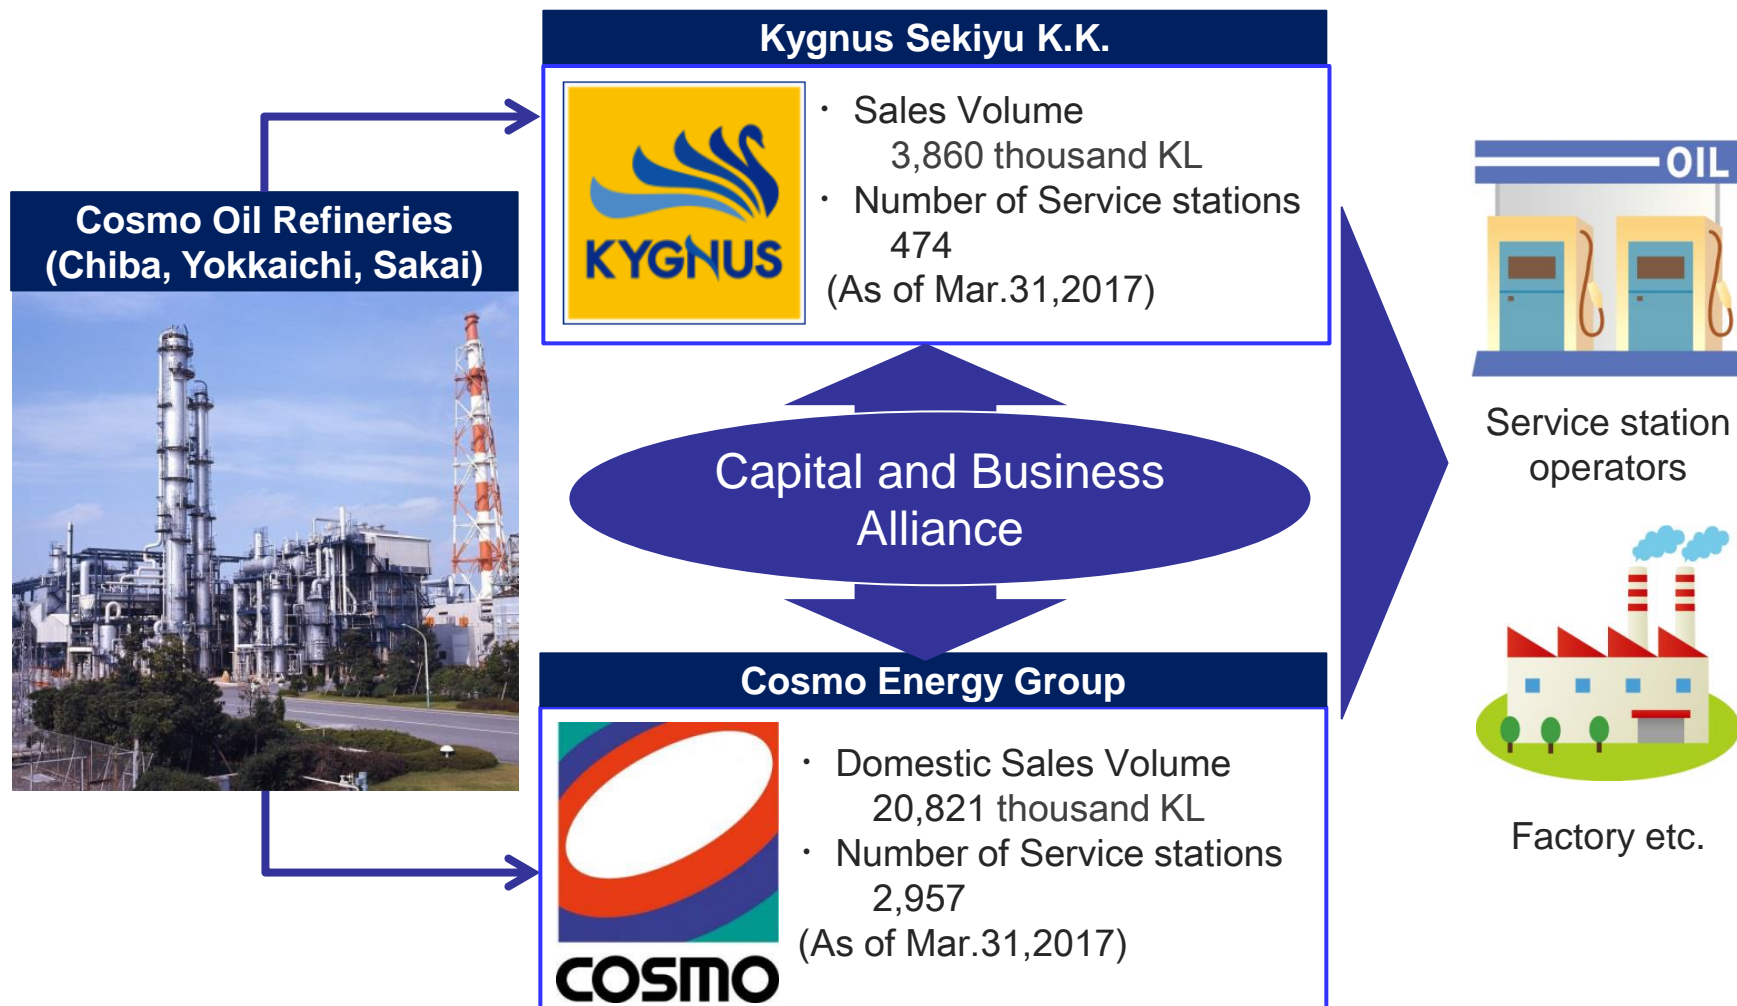 Kygnus Sekiyu K.K.
KYGNUS
・ Sales Volume
3,860 thousand KL
・ Number of Service stations
474
(As of Mar.31,2017)
Cosmo Oil Refineries
(Chiba, Yokkaichi, Sakai)
Capital and Business
Alliance
Cosmo Energy Group
COSMO
・ Domestic Sales Volume
20,821 thousand KL
・ Number of Service stations
2,957
(As of Mar.31,2017)
OIL
Service station
operators
Factory etc.